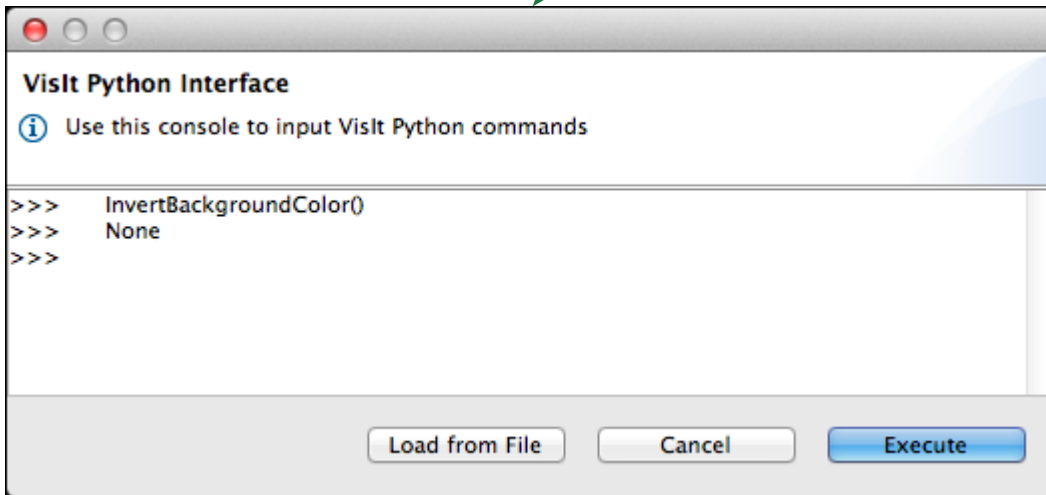 VisIt Python Interface
Use this console to input VisIt Python commands
>>> InvertBackgroundColor()
>>> None
>>>
Load from File Cancel Execute